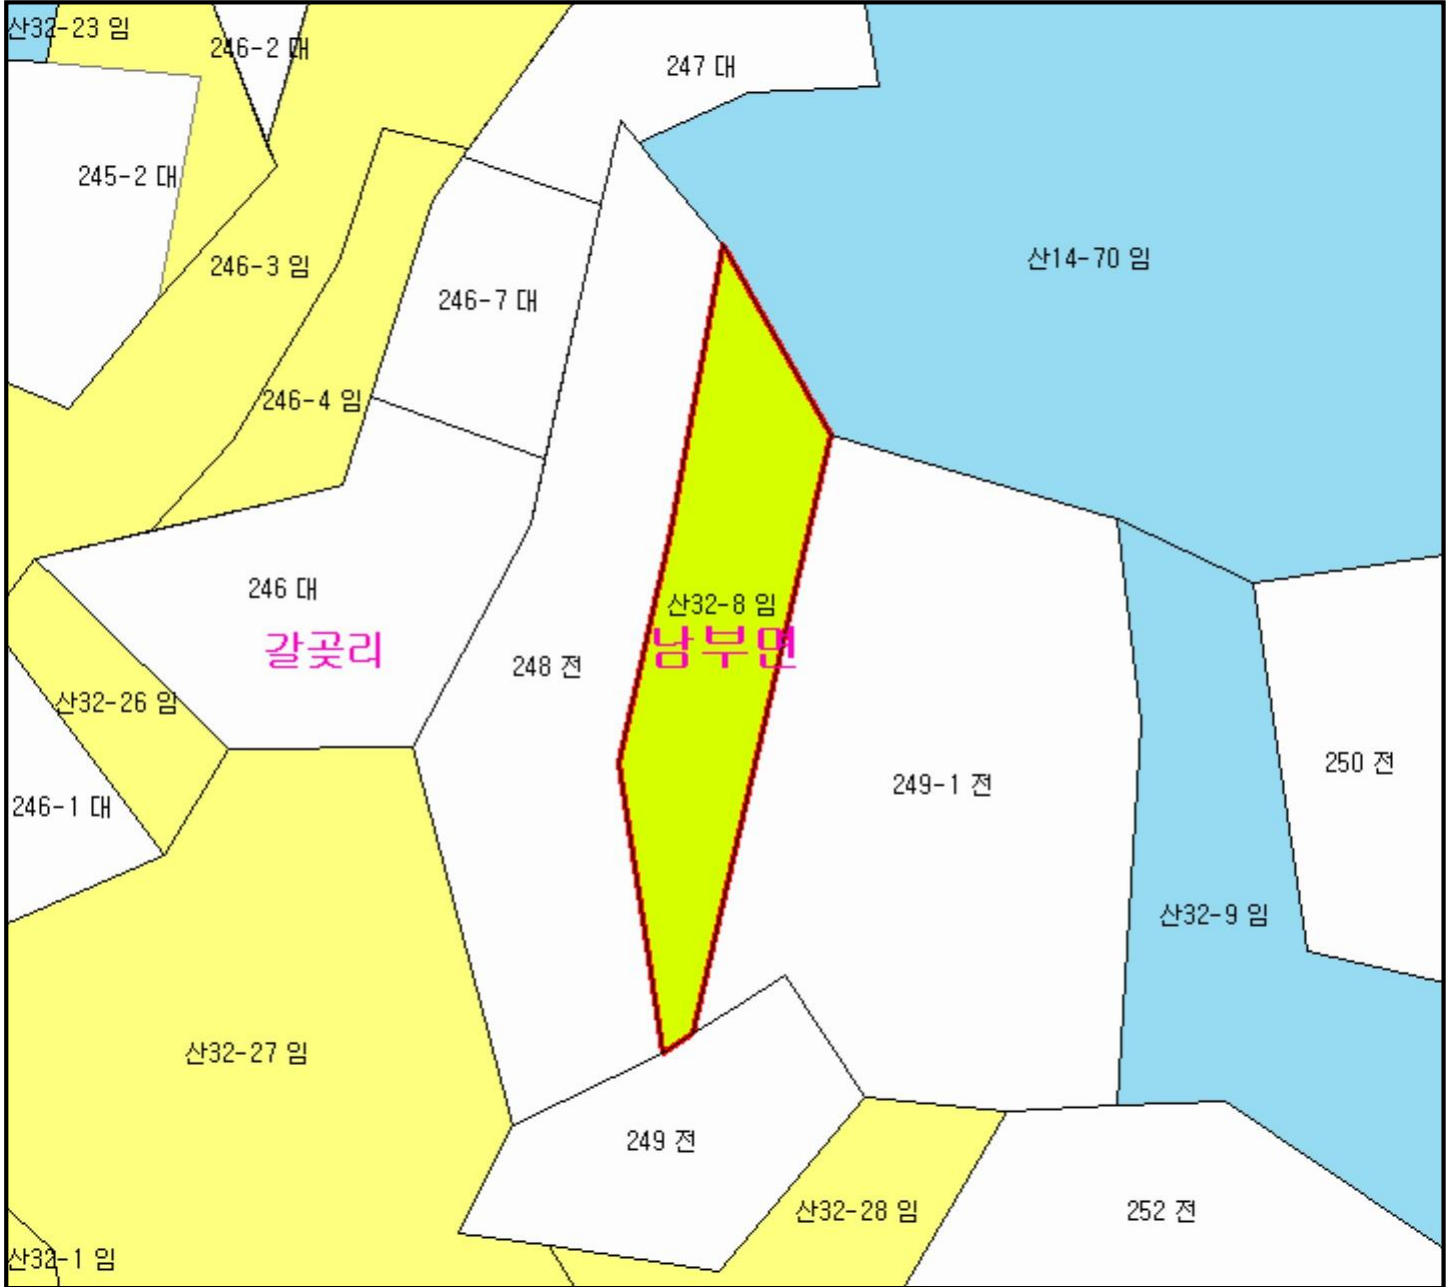 산32-23 임
246-2 대
247 대
245-2 대
246-3 임
산14-70 임
246-7 대
246-4 임
246 대
산32-8 임
갈곶리
남부면
248 전
산32-26 임
250 전
249-1 전
246-1 대
산32-9 임
산32-27 임
249 전
산32-28 임
252 전
산32-1 임